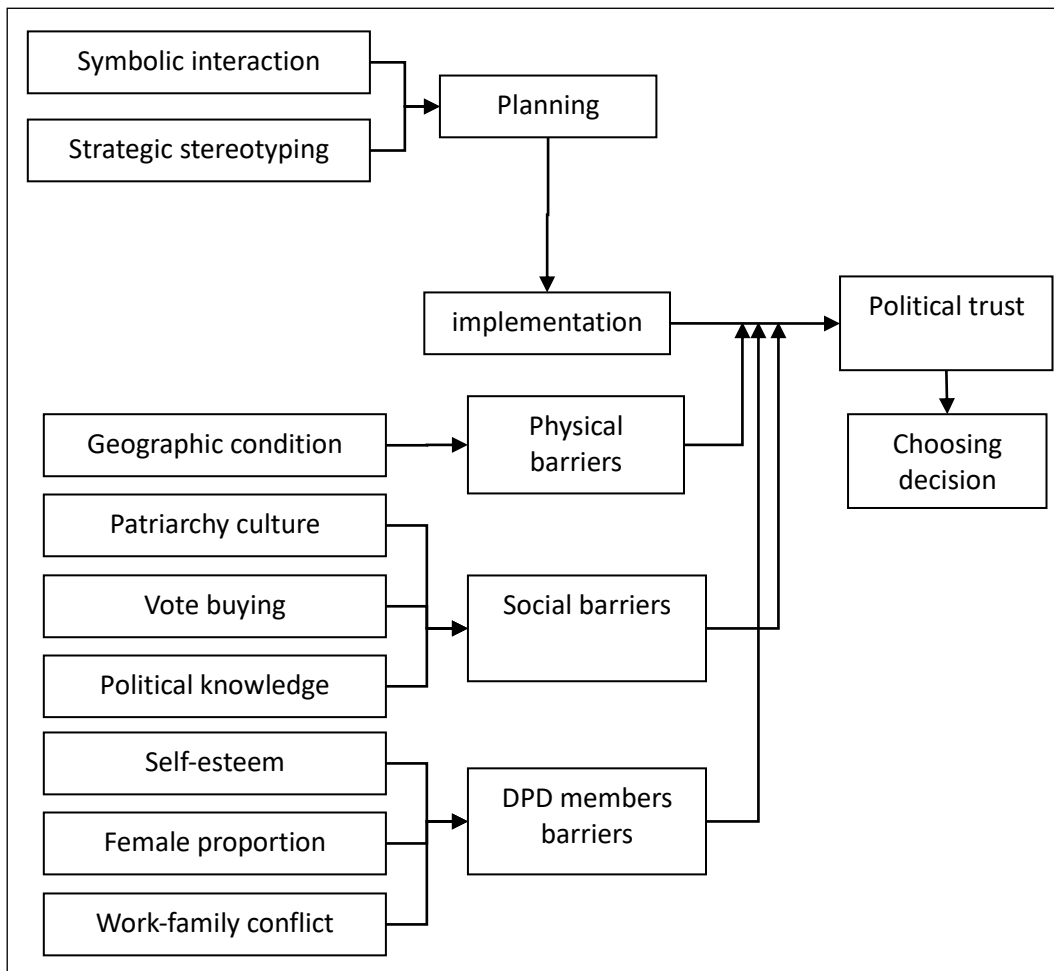 Symbolic interaction
Strategic stereotyping
Planning
implementation
Political trust
Choosing
decision
Geographic condition
Physical
barriers
Patriarchy culture
Vote buying
Political knowledge
Social barriers
Self-esteem
Female proportion
Work-family conflict
DPD members
barriers